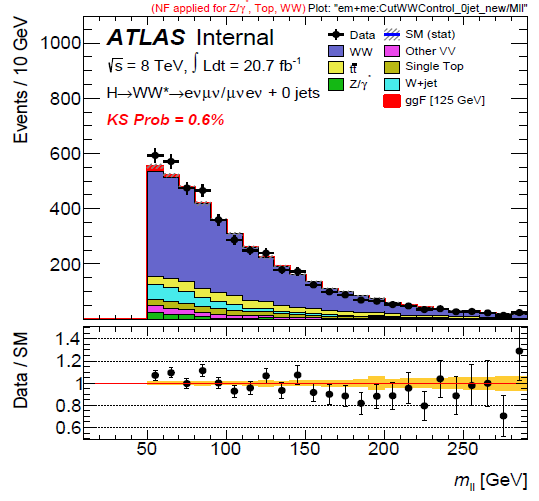 (NF applied for Z/γ*, Top, WW) Plot: "em+me:CutWWControl_0jet_new/Mll"
Events / 10 GeV
1000
800
600
400
200
ATLAS Internal
√s = 8 TeV, ∫ Ldt = 20.7 fb⁻¹
H→WW*→eνμν/μνeν + 0 jets
KS Prob = 0.6%
Data
SM (stat)
WW
Other VV
tt̄
Single Top
Z/γ*
W+jet
ggF [125 GeV]
Data / SM
1.4
1.2
1
0.8
0.6
50
100
150
200
250
mll [GeV]